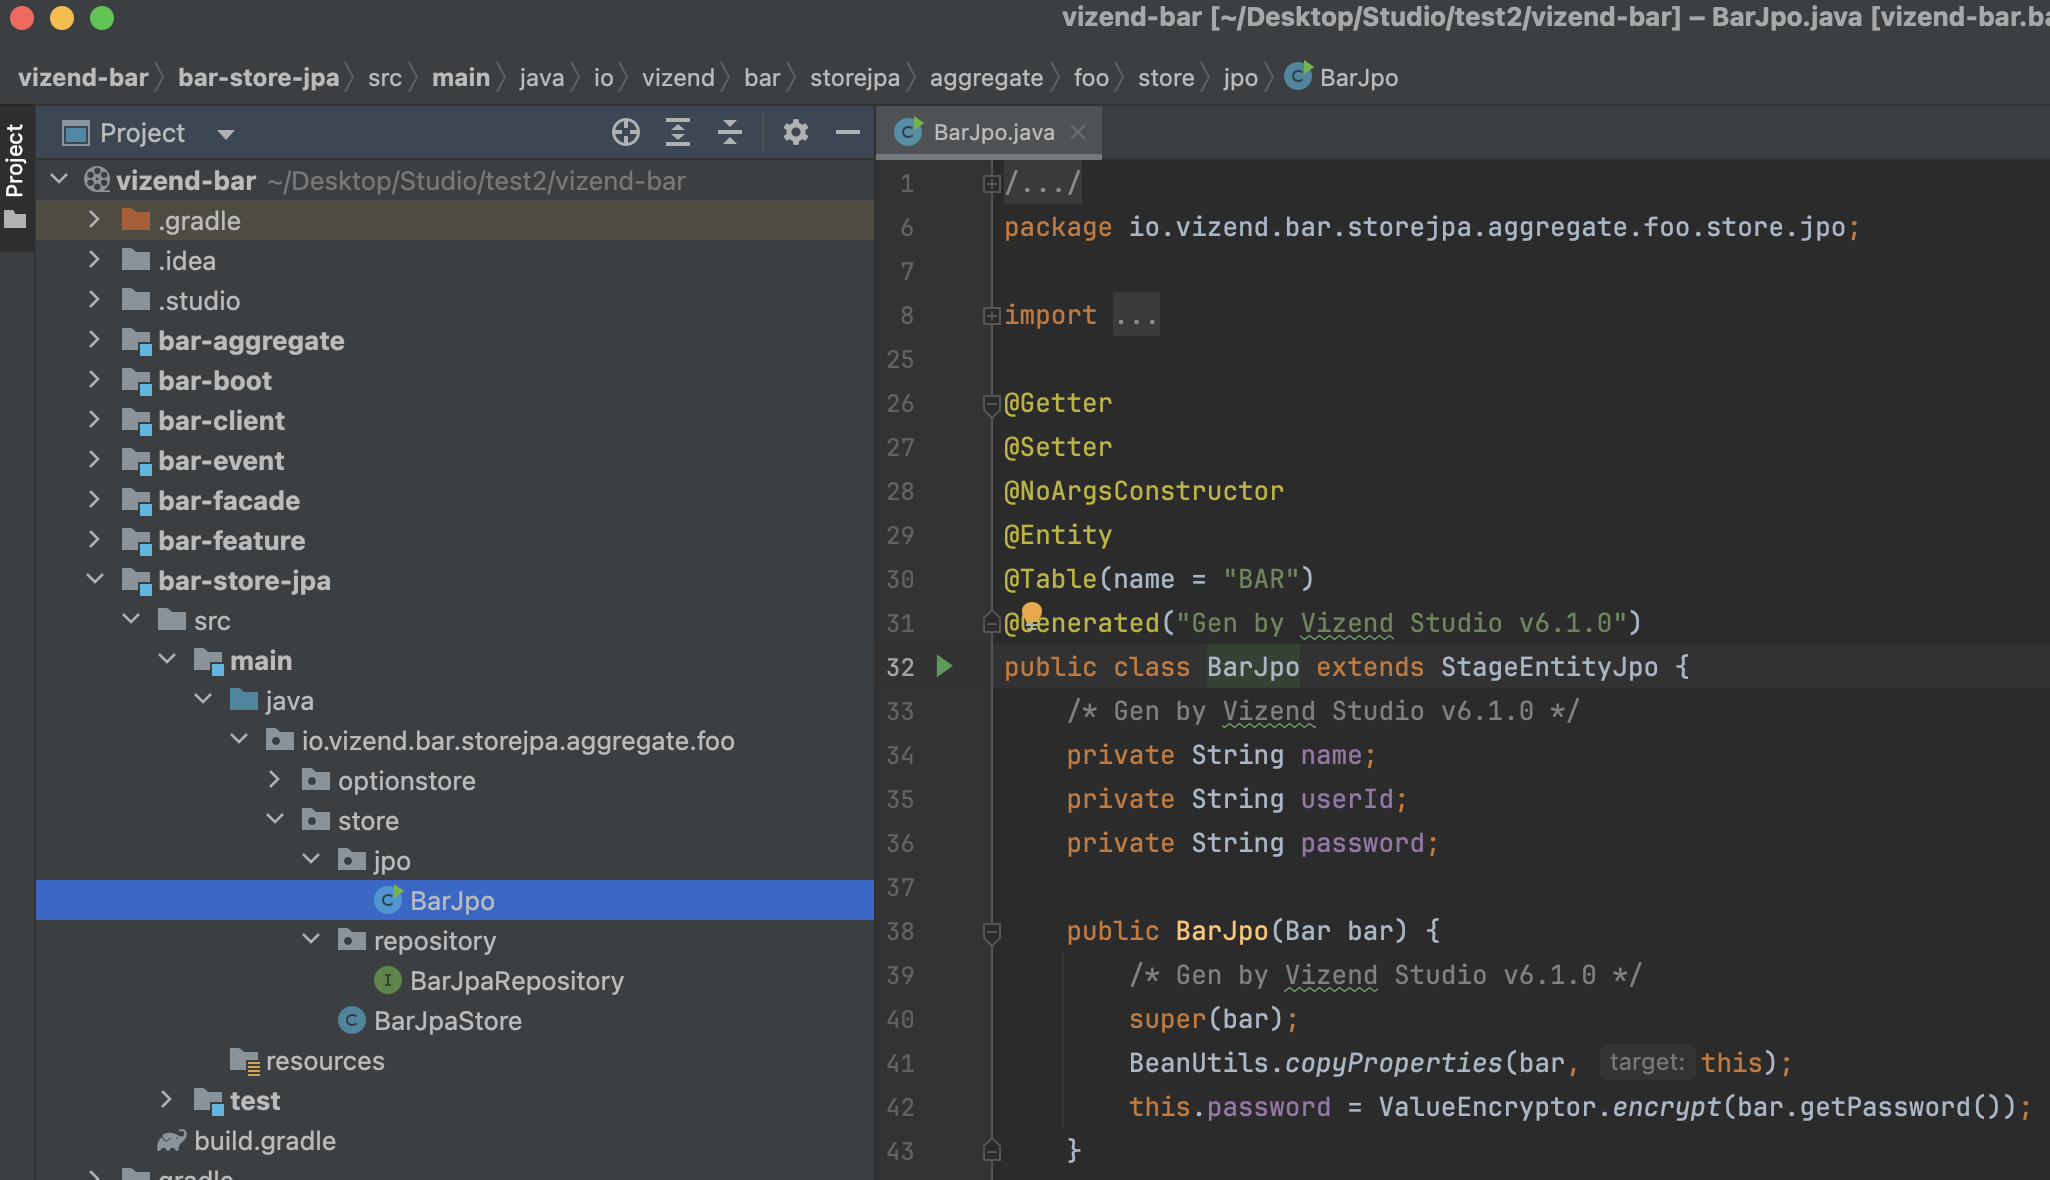 vizend-bar [~/Desktop/Studio/test2/vizend-bar] – BarJpo.java [vizend-bar.ba
vizend-bar bar-store-jpa src main java io vizend bar storejpa aggregate foo store jpo BarJpo
Project
Project
vizend-bar ~/Desktop/Studio/test2/vizend-bar
.gradle
.idea
.studio
bar-aggregate
bar-boot
bar-client
bar-event
bar-facade
bar-feature
bar-store-jpa
src
main
java
io.vizend.bar.storejpa.aggregate.foo
optionstore
store
jpo
BarJpo
repository
BarJpaRepository
BarJpaStore
resources
test
build.gradle
gradle
BarJpo.java
1 /.../
6 package io.vizend.bar.storejpa.aggregate.foo.store.jpo;
7
8 import ...
25
26 @Getter
27 @Setter
28 @NoArgsConstructor
29 @Entity
30 @Table(name = "BAR")
31 @Generated("Gen by Vizend Studio v6.1.0")
32 public class BarJpo extends StageEntityJpo {
33 /* Gen by Vizend Studio v6.1.0 */
34 private String name;
35 private String userId;
36 private String password;
37
38 public BarJpo(Bar bar) {
39 /* Gen by Vizend Studio v6.1.0 */
40 super(bar);
41 BeanUtils.copyProperties(bar, target: this);
42 this.password = ValueEncryptor.encrypt(bar.getPassword());
43 }